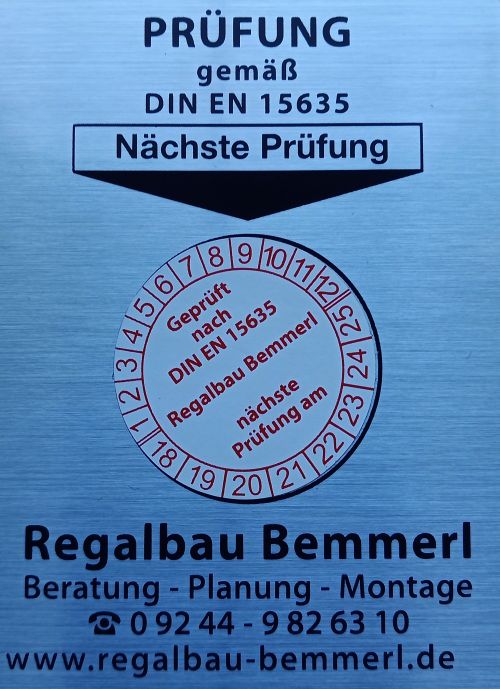 PRÜFUNG
gemäß
DIN EN 15635
Nächste Prüfung
1 2 3 4 5 6 7 8 9 10 11 12 25 24 23 22 21 20 19 18
Geprüft
nach
DIN EN 15635
Regalbau Bemmerl
nächste
Prüfung am
Regalbau Bemmerl
Beratung - Planung - Montage
☎ 0 92 44 - 9 82 63 10
www.regalbau-bemmerl.de